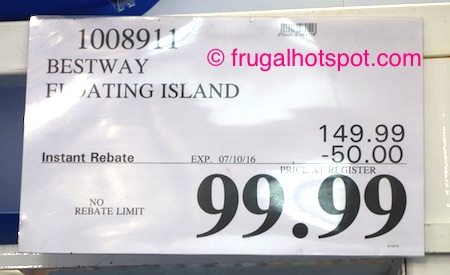 1008911
© frugalhotspot.com
BESTWAY
FLOATING ISLAND
149.99
Instant Rebate EXP. 07/10/16 -50.00
PRICE AT REGISTER
NO
REBATE LIMIT
99.99